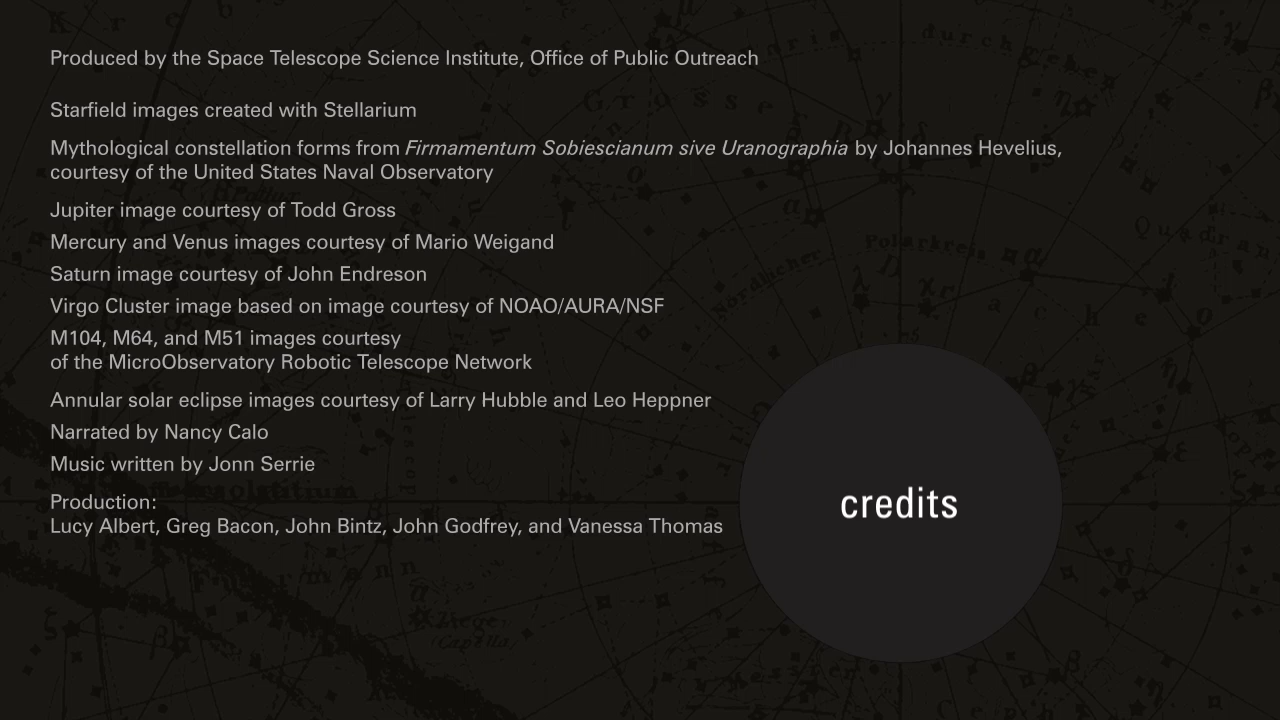 Produced by the Space Telescope Science Institute, Office of Public Outreach
Starfield images created with Stellarium
Mythological constellation forms from Firmamentum Sobiescianum sive Uranographia by Johannes Hevelius,
courtesy of the United States Naval Observatory
Jupiter image courtesy of Todd Gross
Mercury and Venus images courtesy of Mario Weigand
Saturn image courtesy of John Endreson
Virgo Cluster image based on image courtesy of NOAO/AURA/NSF
M104, M64, and M51 images courtesy
of the MicroObservatory Robotic Telescope Network
Annular solar eclipse images courtesy of Larry Hubble and Leo Heppner
Narrated by Nancy Calo
Music written by Jonn Serrie
Production:
Lucy Albert, Greg Bacon, John Bintz, John Godfrey, and Vanessa Thomas
credits
durch
Grosse
Polarkreis